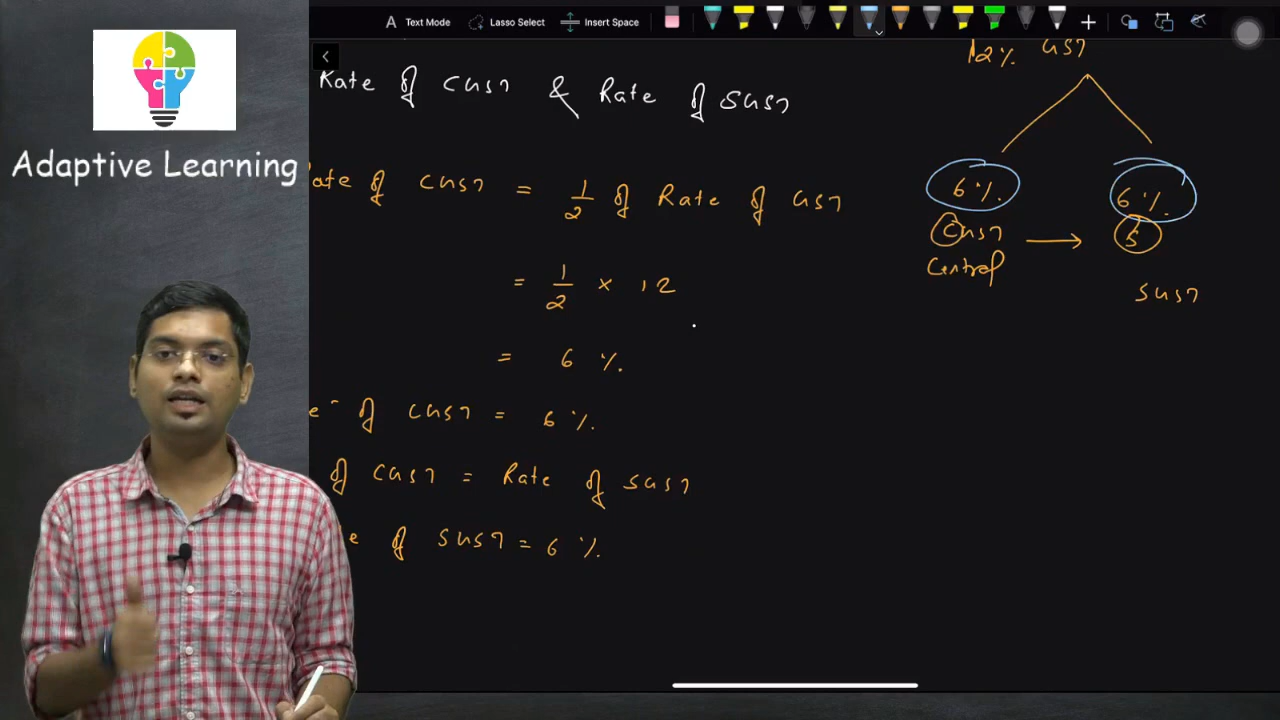 Text Mode Lasso Select Insert Space
Adaptive Learning
Rate of CGST & Rate of SGST
Rate of CGST = 1/2 of Rate of GST
= 1/2 × 12
= 6 %.
of CGST = 6 %.
of CGST = Rate of SGST
of SGST = 6 %.
12 %. GST
6 %. 6 %.
CGST → S
Central
SGST